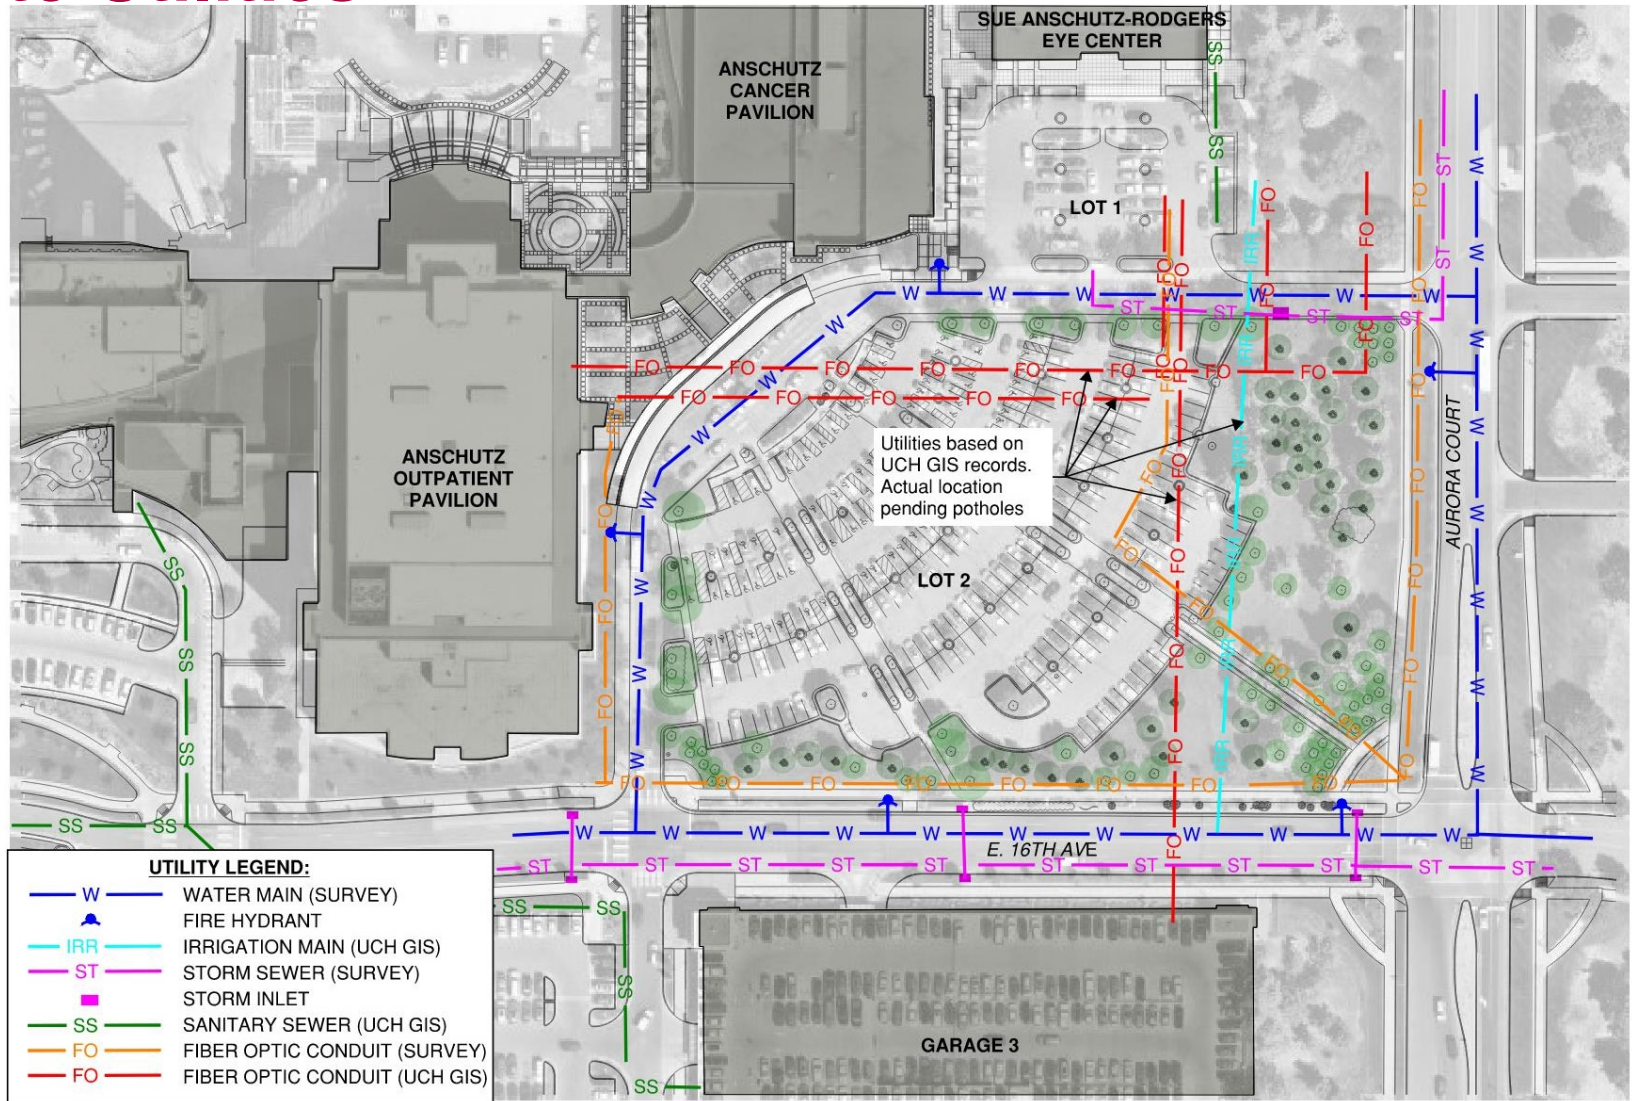 SUE ANSCHUTZ-RODGERS
EYE CENTER
ANSCHUTZ
CANCER
PAVILION
LOT 1
ANSCHUTZ
OUTPATIENT
PAVILION
Utilities based on
UCH GIS records.
Actual location
pending potholes
LOT 2
AURORA COURT
E. 16TH AVE
GARAGE 3
UTILITY LEGEND:
W WATER MAIN (SURVEY)
FIRE HYDRANT
IRR IRRIGATION MAIN (UCH GIS)
ST STORM SEWER (SURVEY)
STORM INLET
SS SANITARY SEWER (UCH GIS)
FO FIBER OPTIC CONDUIT (SURVEY)
FO FIBER OPTIC CONDUIT (UCH GIS)